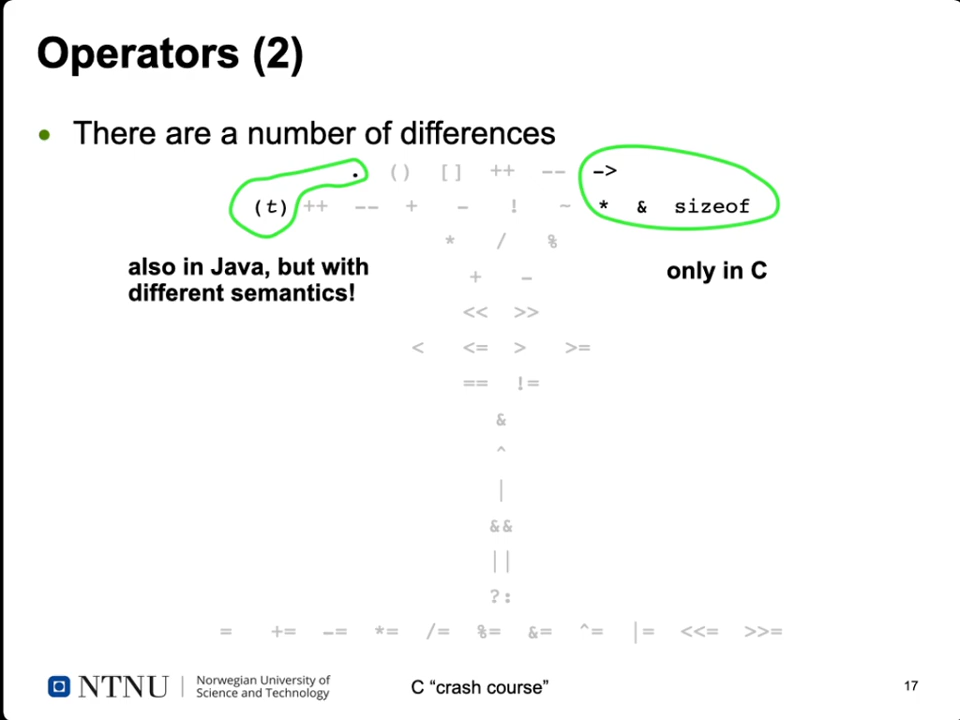 Operators (2)
• There are a number of differences
. () [] ++ -- ->
(t) ++ -- + - ! ~ * & sizeof
* / %
also in Java, but with
different semantics!
only in C
+ -
<< >>
< <= > >=
== !=
&
^
|
&&
||
?:
= += -= *= /= %= &= ^= |= <<= >>=
NTNU
Norwegian University of
Science and Technology
C “crash course”
17